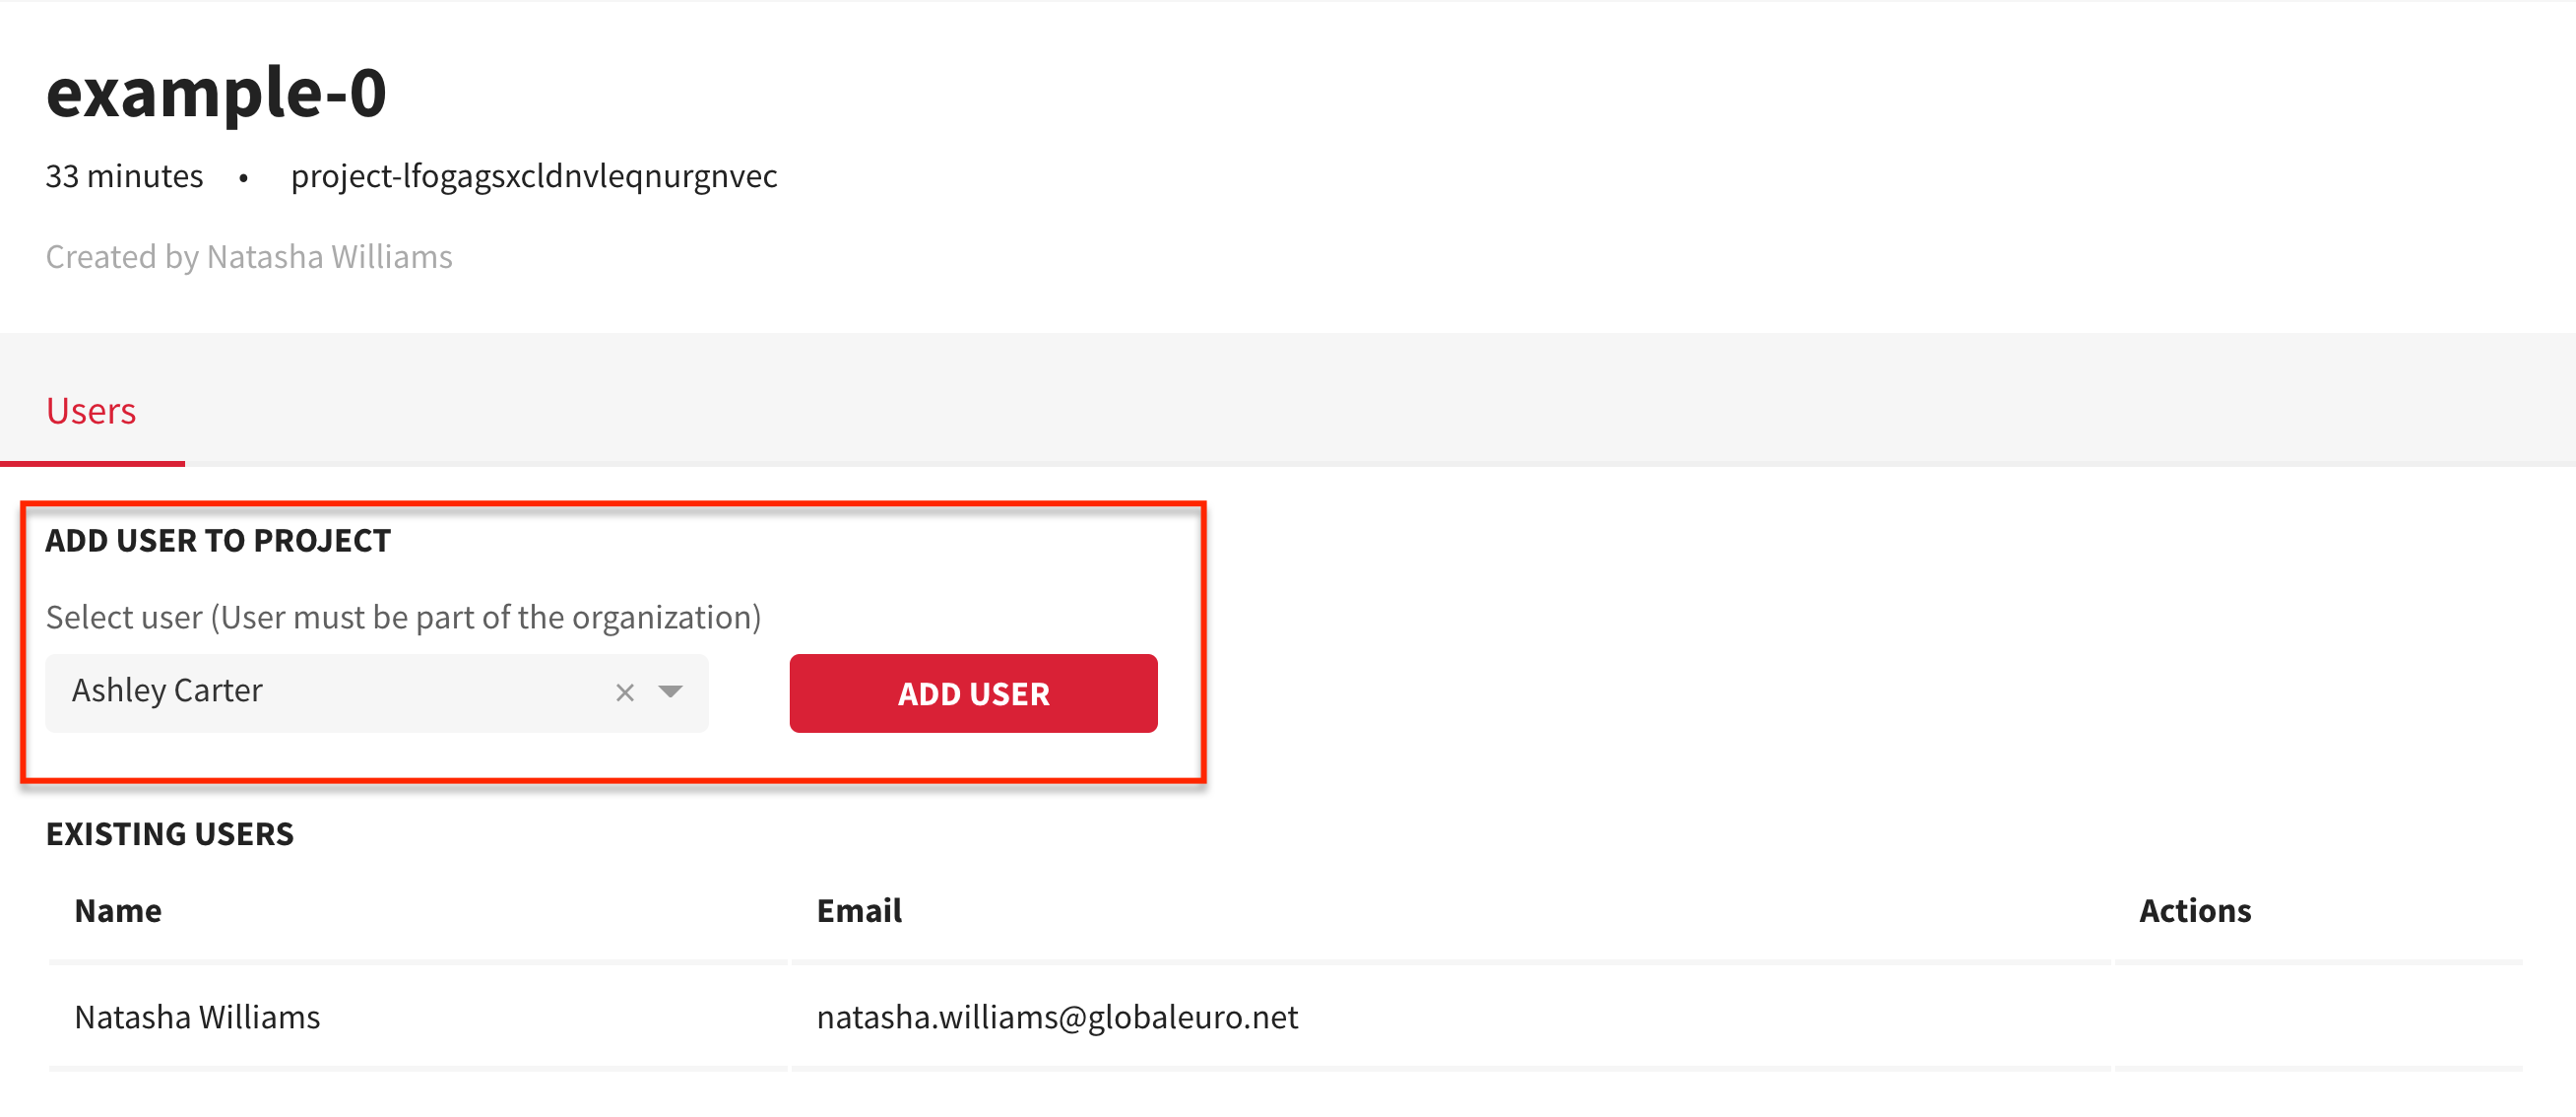 example-0
33 minutes • project-lfogagsxcldnvleqnurgnvec
Created by Natasha Williams
Users
ADD USER TO PROJECT
Select user (User must be part of the organization)
Ashley Carter × ADD USER
EXISTING USERS
Name Email Actions
Natasha Williams natasha.williams@globaleuro.net